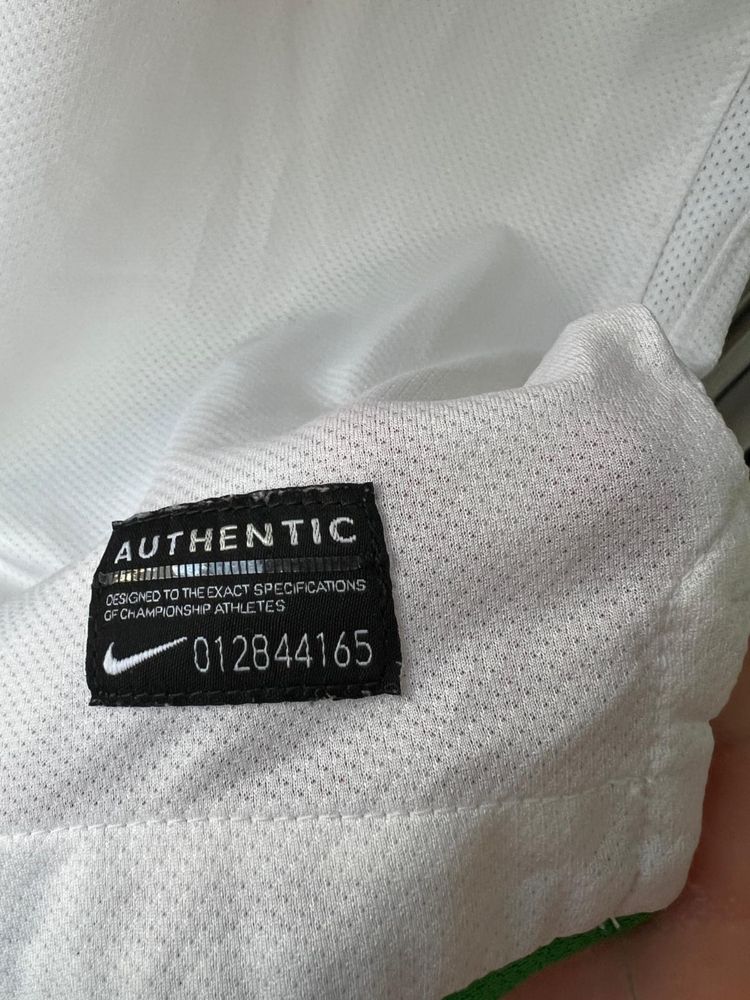 AUTHENTIC
DESIGNED TO THE EXACT SPECIFICATIONS
OF CHAMPIONSHIP ATHLETES
012844165